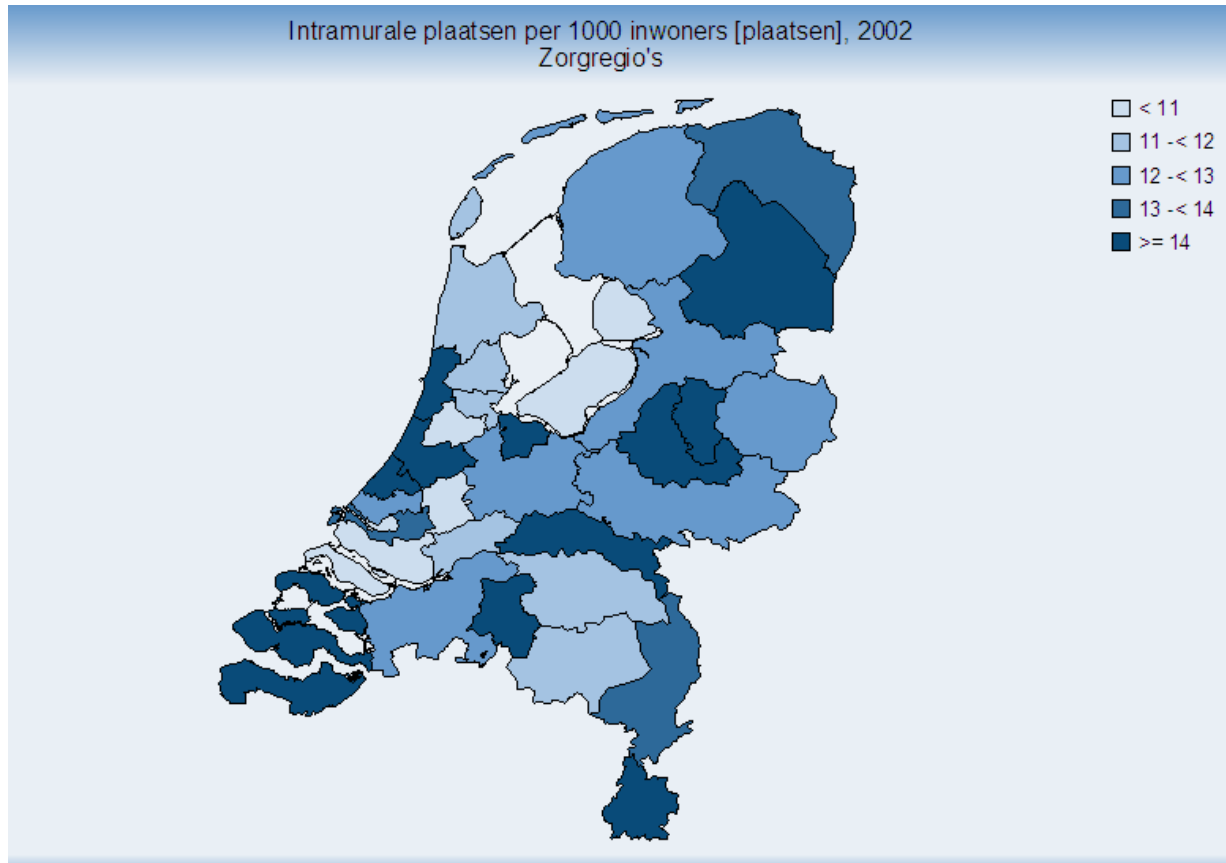 Intramurale plaatsen per 1000 inwoners [plaatsen], 2002
Zorgregio's
< 11
11 -< 12
12 -< 13
13 -< 14
>= 14